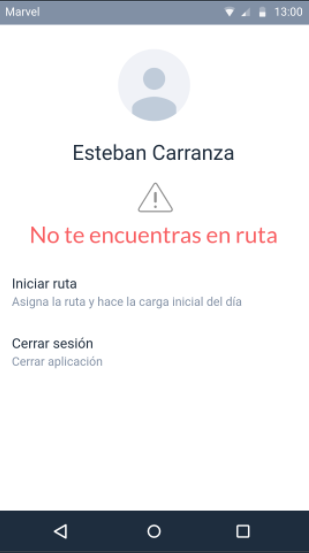 Marvel 13:00
Esteban Carranza
No te encuentras en ruta
Iniciar ruta
Asigna la ruta y hace la carga inicial del día
Cerrar sesión
Cerrar aplicación